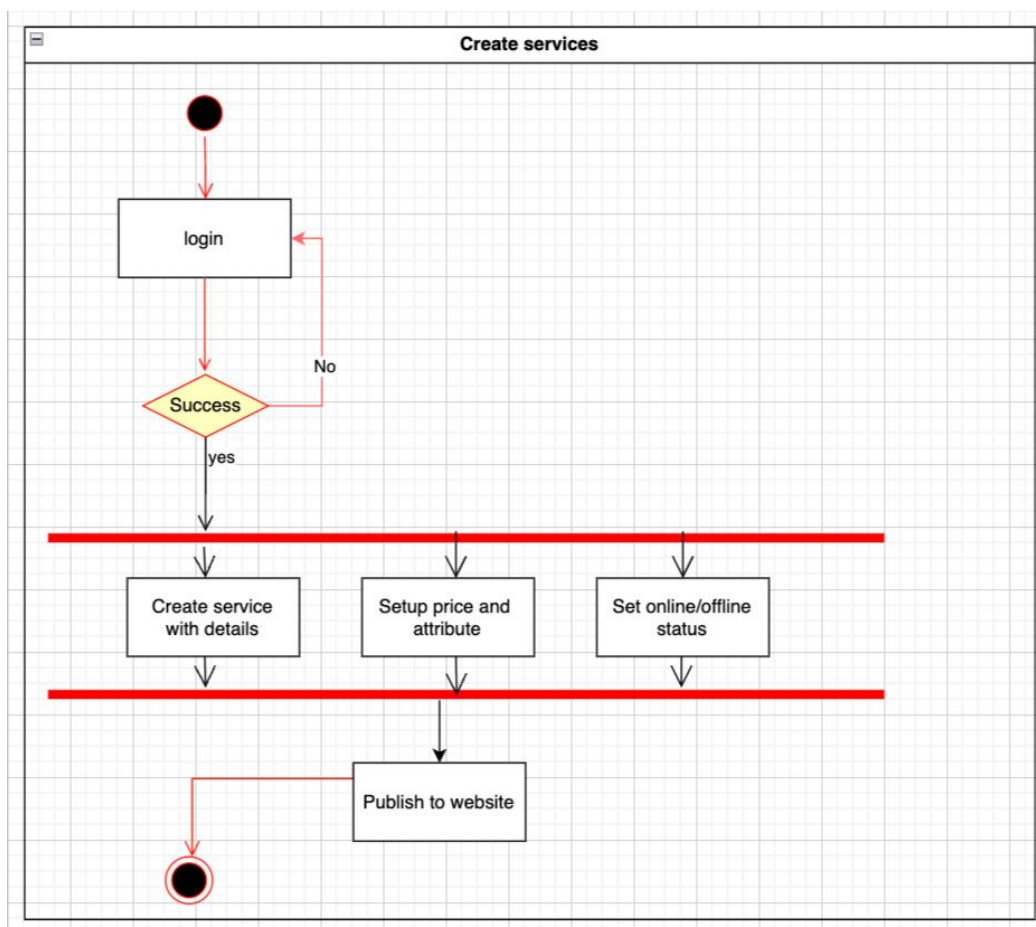 Create services
login
No
Success
yes
Create service
with details
Setup price and
attribute
Set online/offline
status
Publish to website